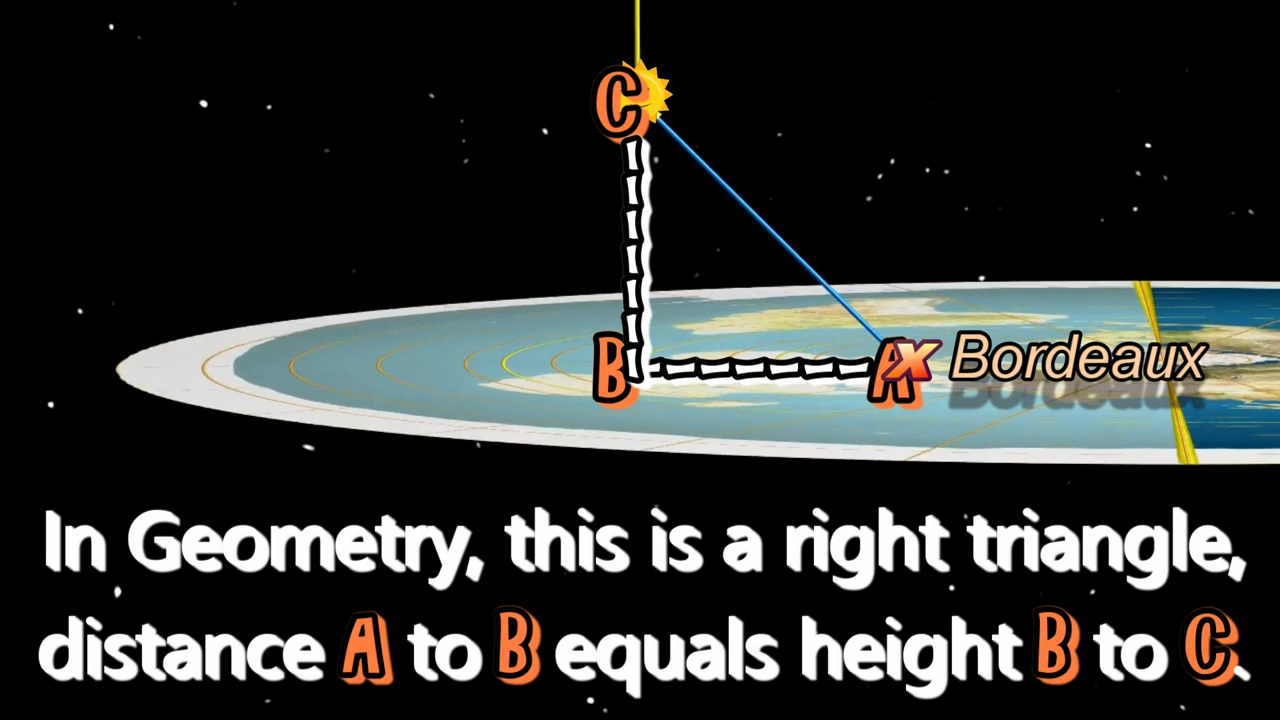 C
B
A x Bordeaux
In Geometry, this is a right triangle,
distance A to B equals height B to C.